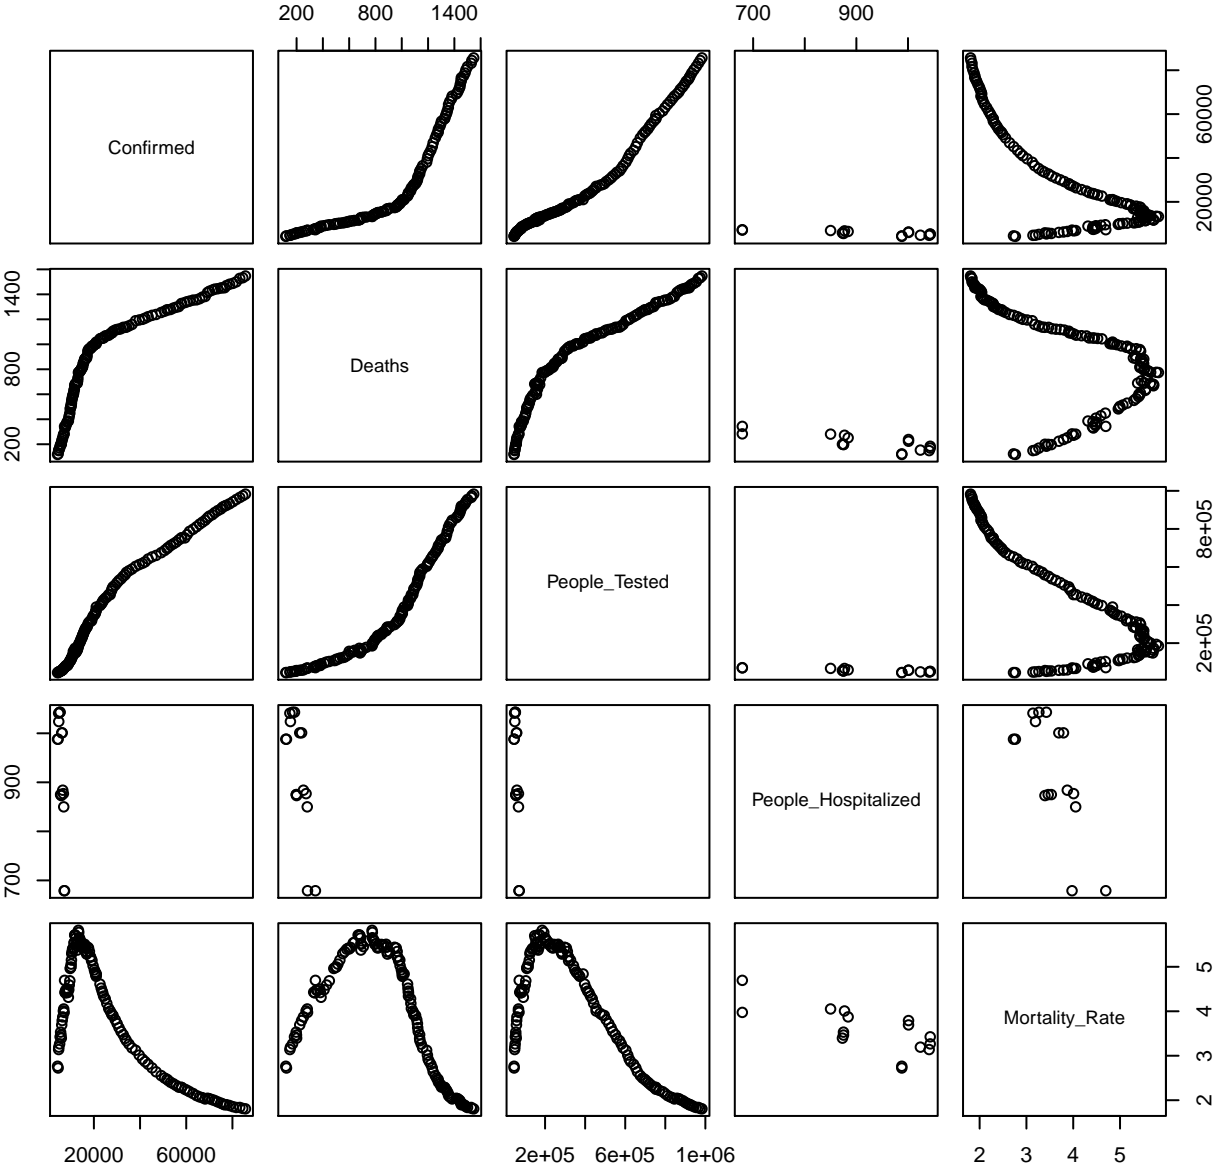 200 800 1400
700 900
Confirmed
20000 60000
200 800 1400
Deaths
People_Tested
2e+05 8e+05
700 900
People_Hospitalized
Mortality_Rate
2 3 4 5
20000 60000
2e+05 6e+05 1e+06
2 3 4 5